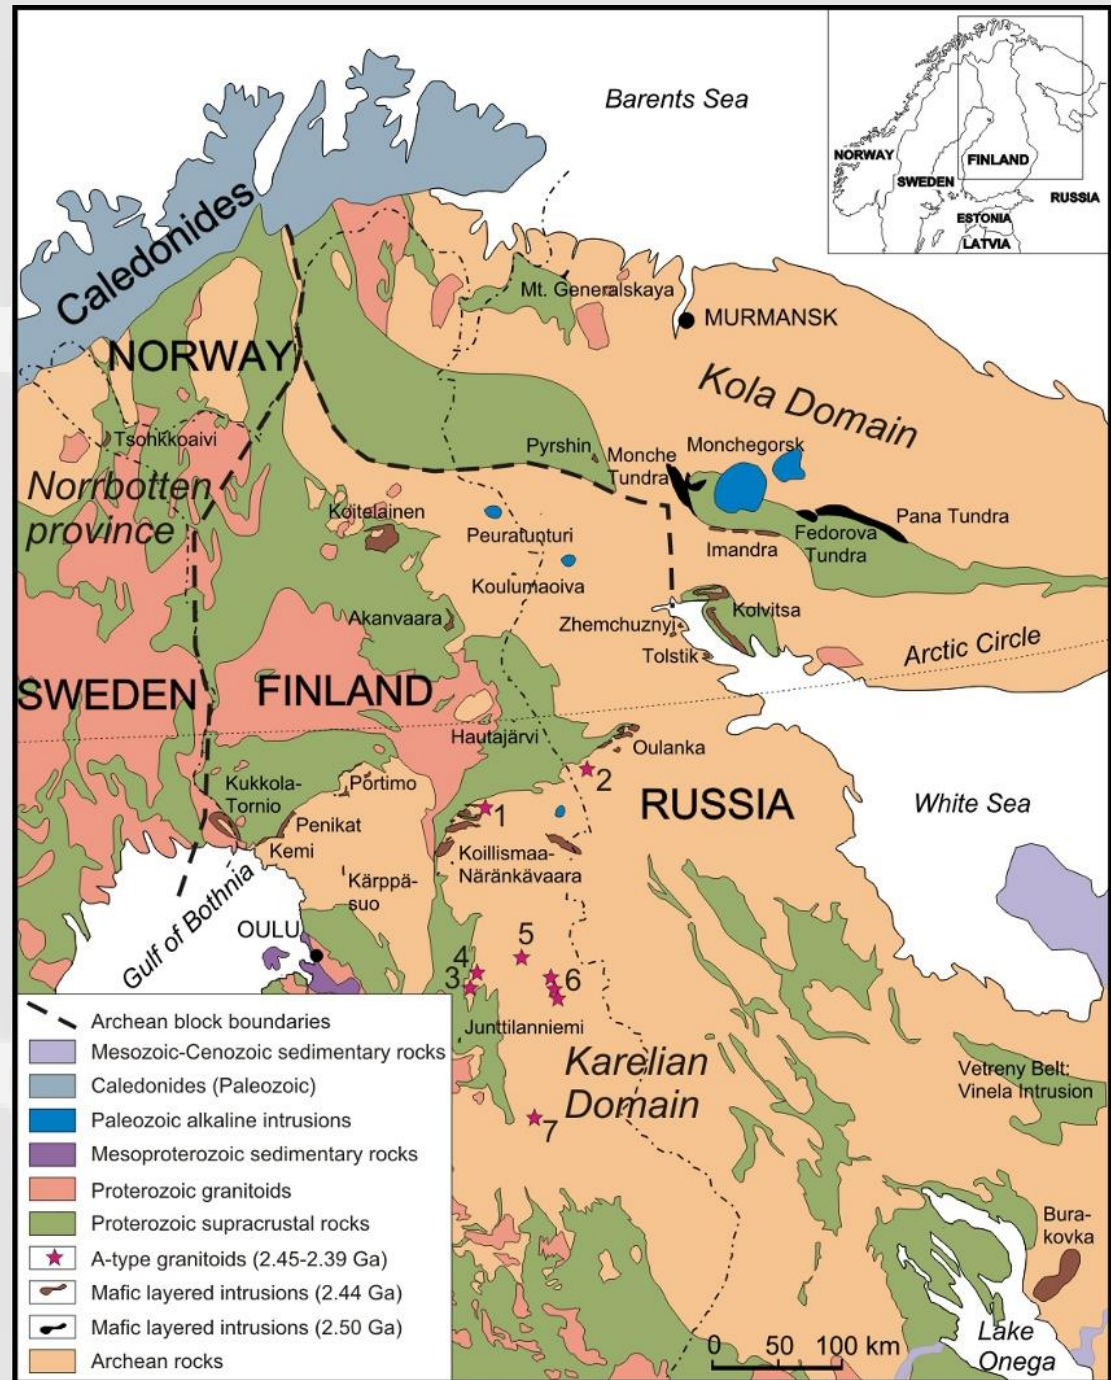 Barents Sea
NORWAY
FINLAND
SWEDEN
RUSSIA
ESTONIA
LATVIA
Caledonides
Mt. Generalskaya
MURMANSK
NORWAY
Kola Domain
Tsohkkoaivi
Pyrshin
Monche
Tundra
Monchegorsk
Norrbotten
province
Koitelainen
Peuratunturi
Imandra
Fedorova
Tundra
Pana Tundra
Koulumaoiva
Akanvaara
Zhemchuznyj
Kolvitsa
Tolstik
Arctic Circle
SWEDEN
FINLAND
Hautajärvi
Oulanka
Kukkola-
Tornio
Portimo
2
RUSSIA
White Sea
1
Penikat
Kemi
Koillismaa-
Näränkävaara
Kärppä-
suo
Gulf of Bothnia
OULU
5
4
3
6
Junttilanniemi
Karelian
Domain
Vetreny Belt:
Vinela Intrusion
7
Bura-
kovka
Lake
Onega
0 50 100 km
Archean block boundaries
Mesozoic-Cenozoic sedimentary rocks
Caledonides (Paleozoic)
Paleozoic alkaline intrusions
Mesoproterozoic sedimentary rocks
Proterozoic granitoids
Proterozoic supracrustal rocks
A-type granitoids (2.45-2.39 Ga)
Mafic layered intrusions (2.44 Ga)
Mafic layered intrusions (2.50 Ga)
Archean rocks